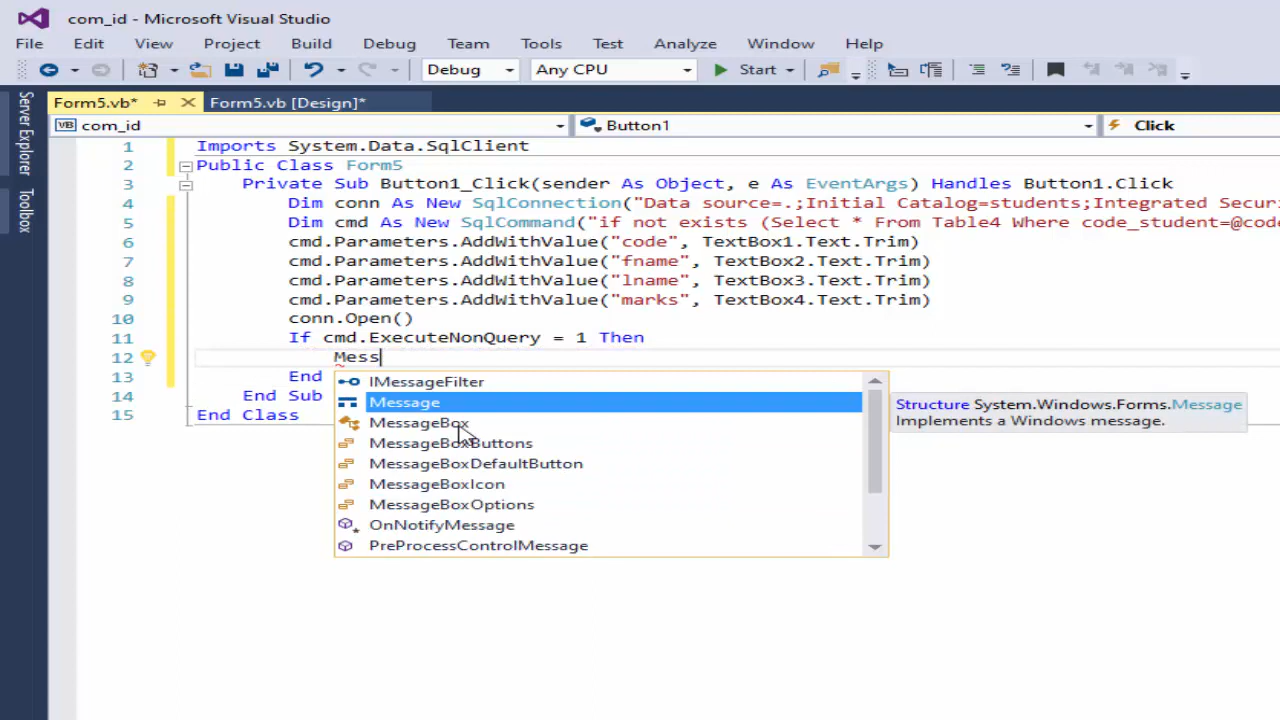 com_id - Microsoft Visual Studio
File Edit View Project Build Debug Team Tools Test Analyze Window Help
Debug Any CPU Start
Form5.vb* Form5.vb [Design]*
VB com_id Button1 Click
Server Explorer
Toolbox
1 Imports System.Data.SqlClient
2 Public Class Form5
3 Private Sub Button1_Click(sender As Object, e As EventArgs) Handles Button1.Click
4 Dim conn As New SqlConnection("Data source=.;Initial Catalog=students;Integrated Secur
5 Dim cmd As New SqlCommand("if not exists (Select * From Table4 Where code_student=@cod
6 cmd.Parameters.AddWithValue("code", TextBox1.Text.Trim)
7 cmd.Parameters.AddWithValue("fname", TextBox2.Text.Trim)
8 cmd.Parameters.AddWithValue("lname", TextBox3.Text.Trim)
9 cmd.Parameters.AddWithValue("marks", TextBox4.Text.Trim)
10 conn.Open()
11 If cmd.ExecuteNonQuery = 1 Then
12 Mess
13 End
14 End Sub
15 End Class
IMessageFilter
Message
MessageBox
MessageBoxButtons
MessageBoxDefaultButton
MessageBoxIcon
MessageBoxOptions
OnNotifyMessage
PreProcessControlMessage
Structure System.Windows.Forms.Message
Implements a Windows message.